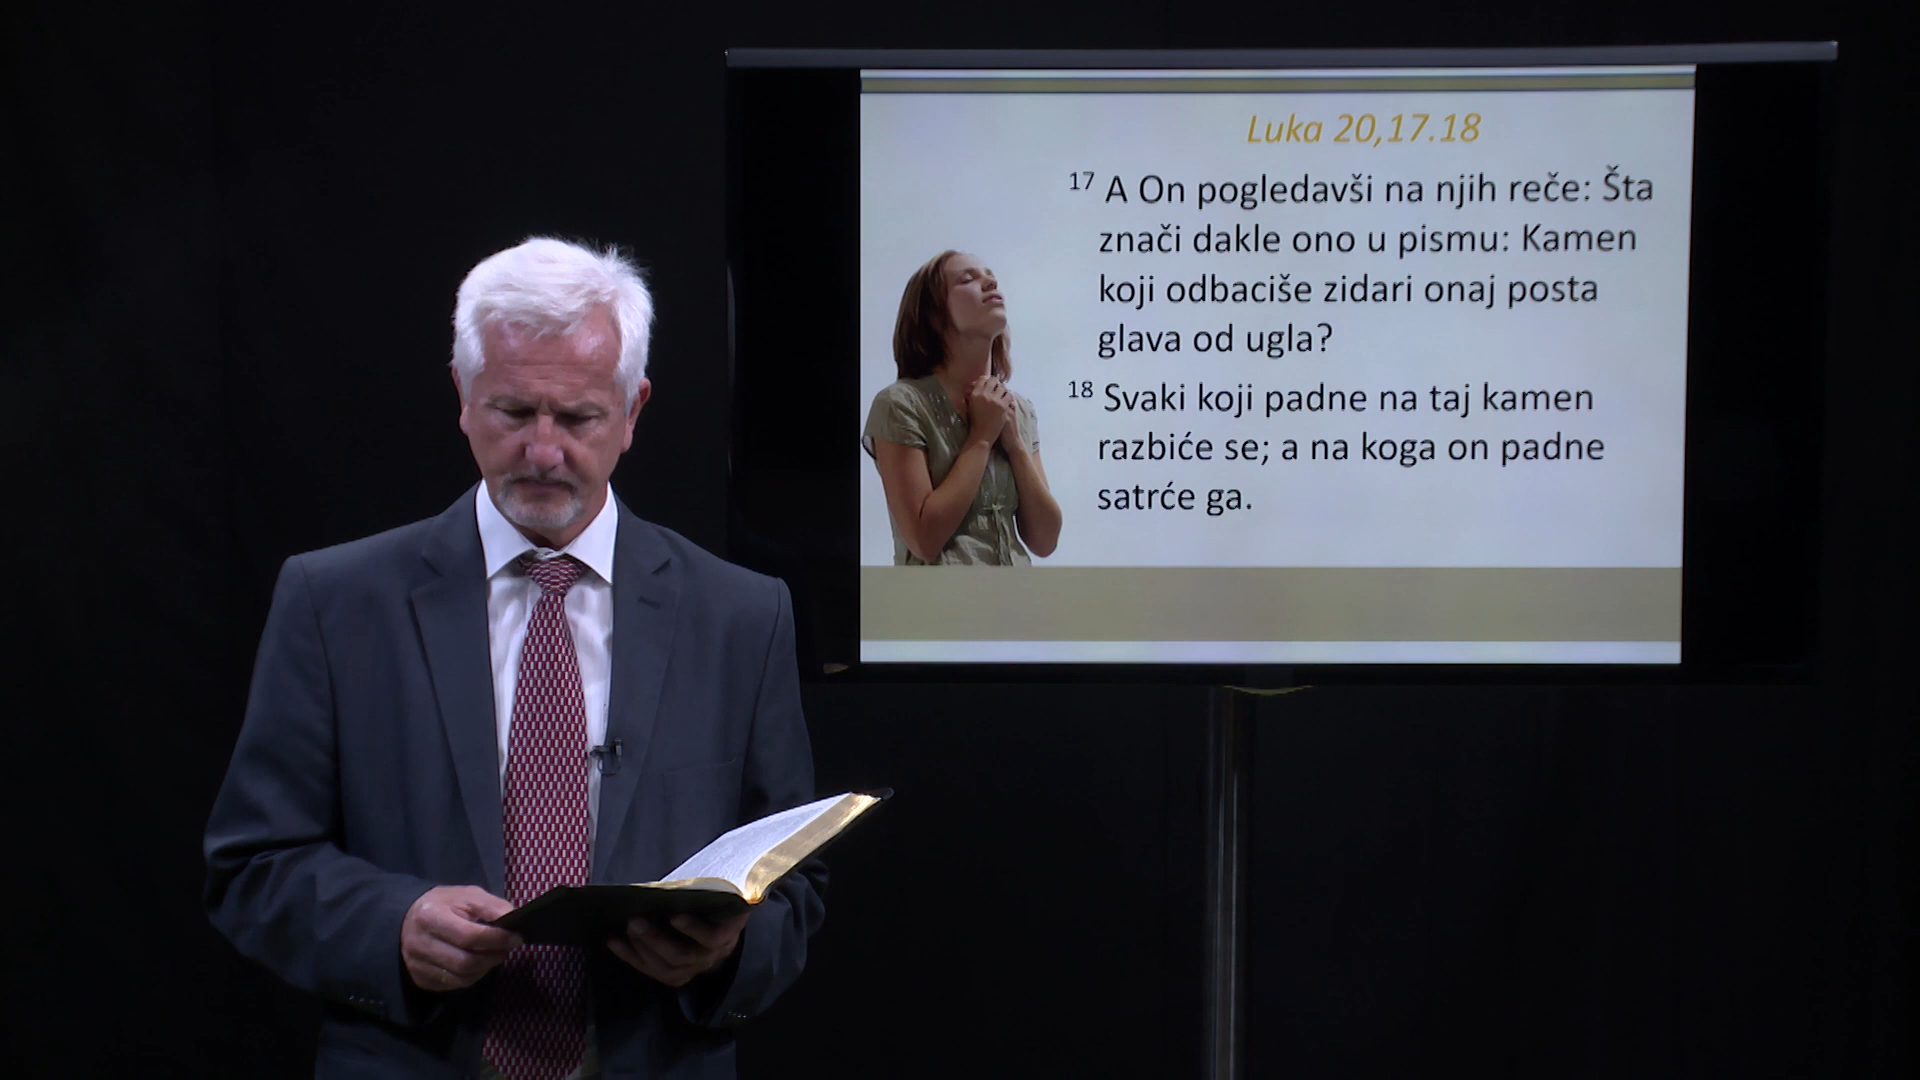 Luka 20,17.18
17 A On pogledavši na njih reče: Šta
znači dakle ono u pismu: Kamen
koji odbaciše zidari onaj posta
glava od ugla?
18 Svaki koji padne na taj kamen
razbiće se; a na koga on padne
satrće ga.